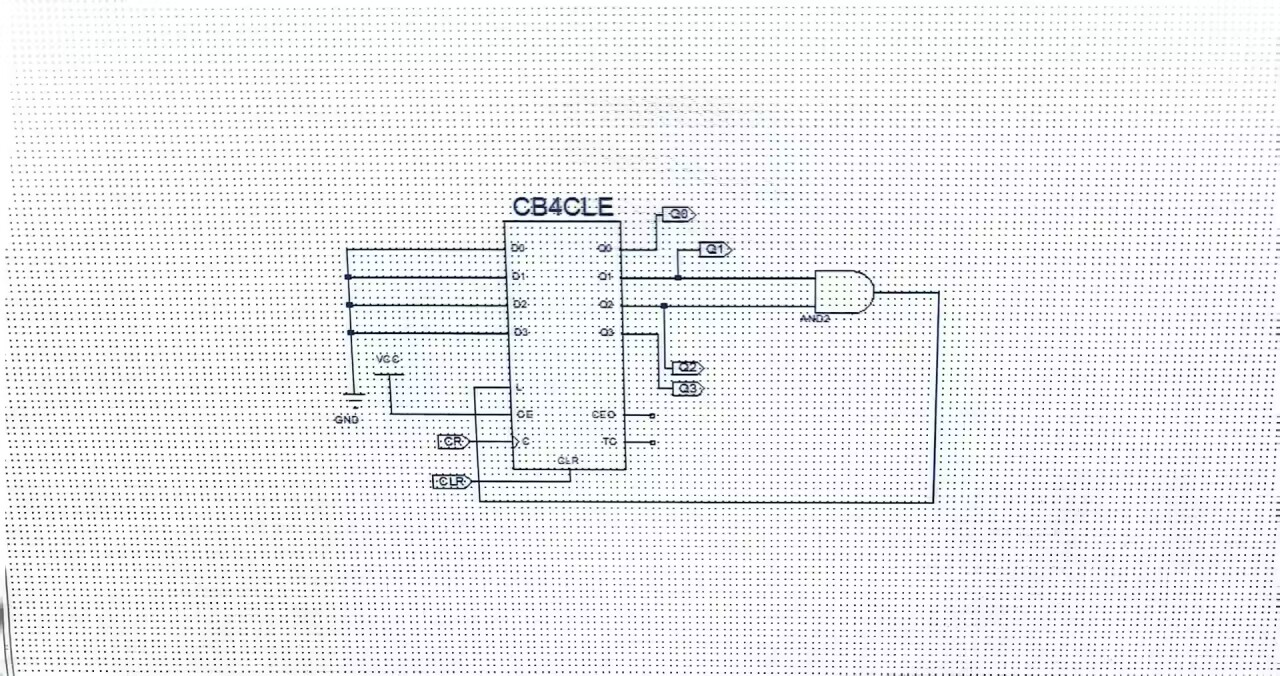 CB4CLE
Q0
Q1
D0 Q0
D1 Q1
D2 Q2
AND2
D3 Q3
VCC
Q2
L
Q3
GND
CE CEO
CR C TC
CLR
CLR